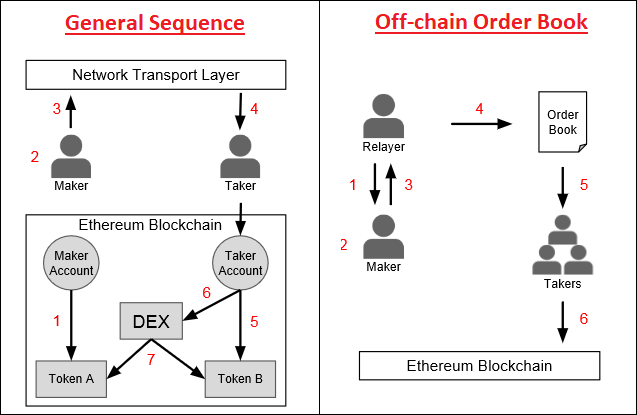 General Sequence
Network Transport Layer
3
4
2
Maker
Taker
Ethereum Blockchain
Maker
Account
Taker
Account
6
1
DEX
5
7
Token A
Token B
Off-chain Order Book
4
Order
Book
Relayer
1
3
5
2
Maker
Takers
6
Ethereum Blockchain